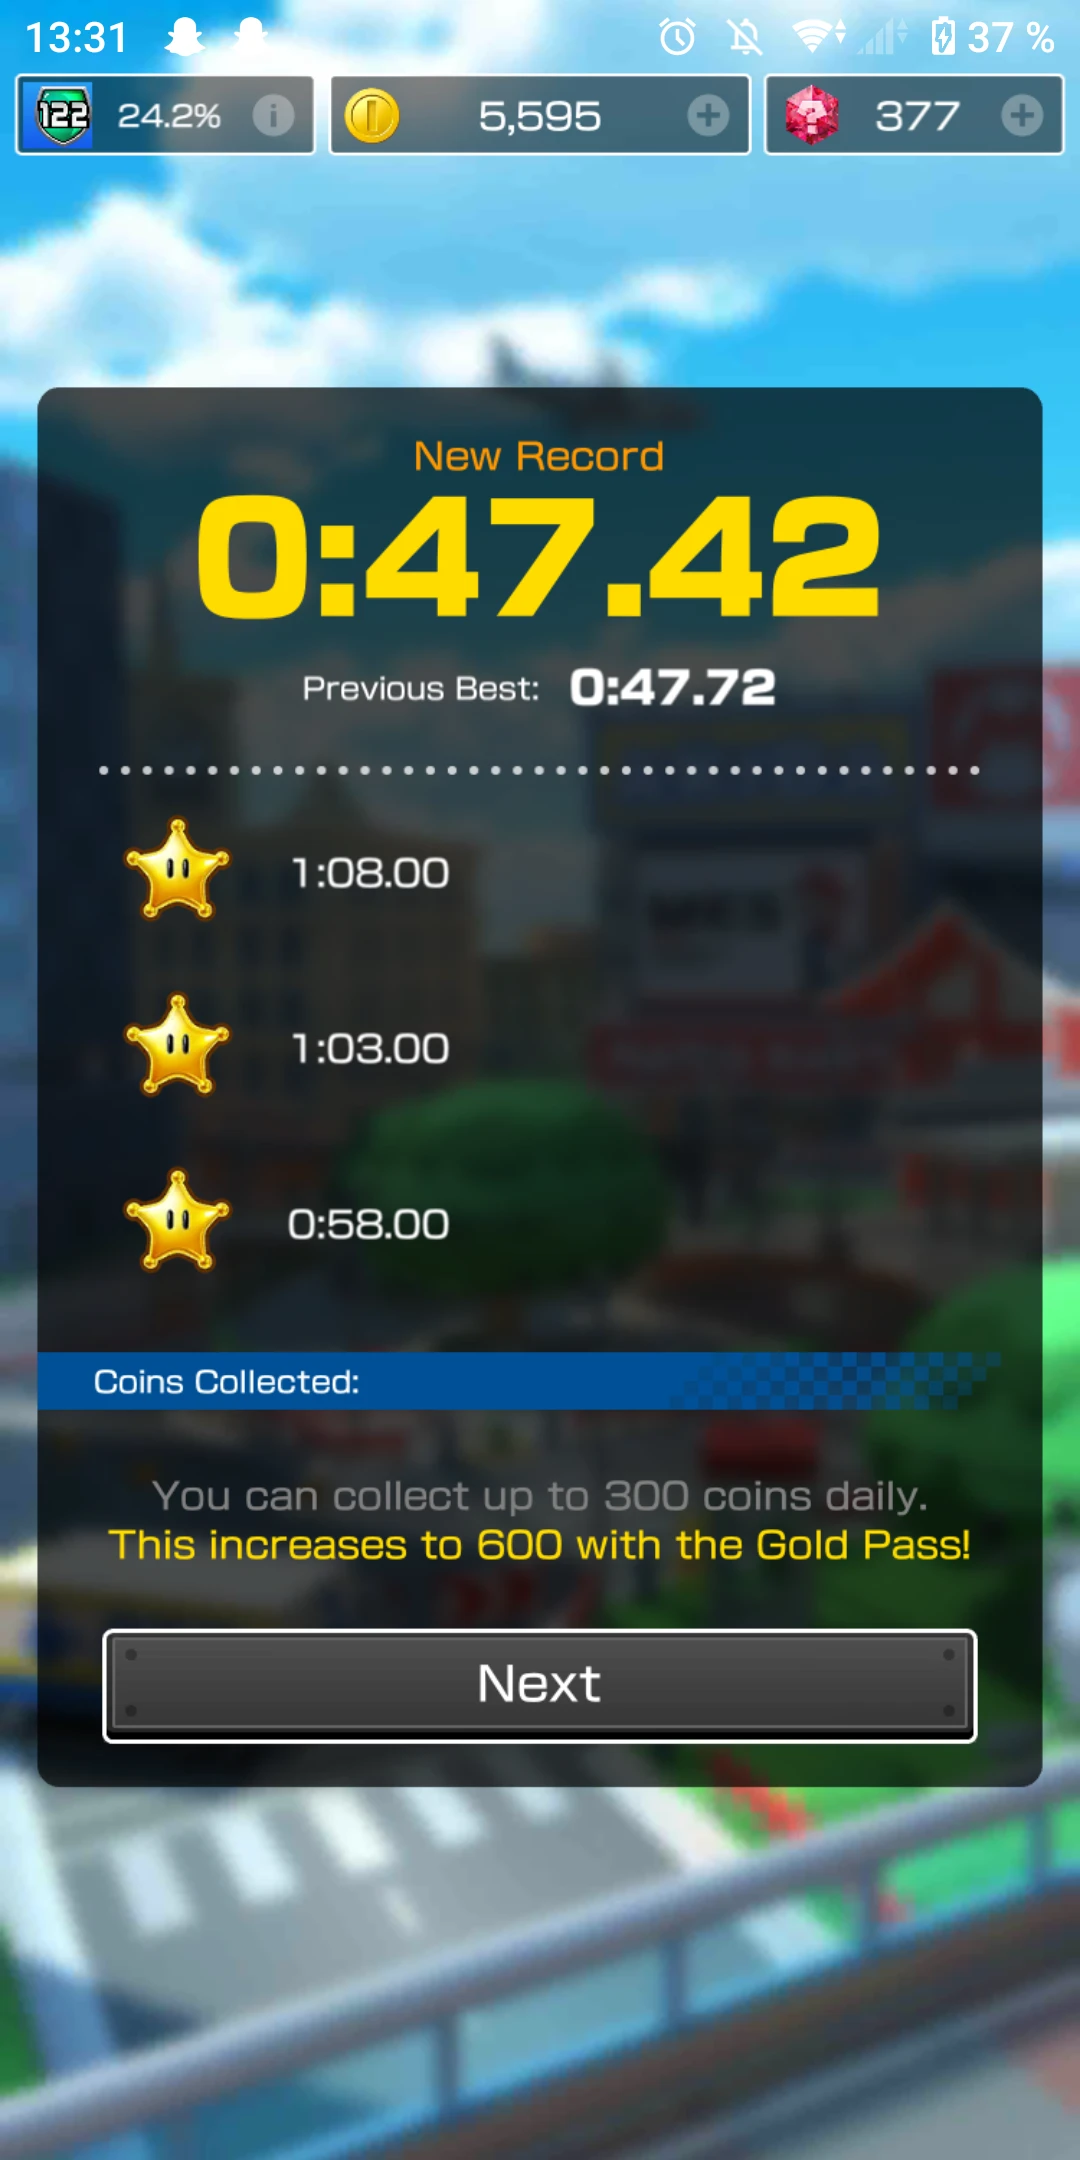 13:31 37 %
122 24.2% 5,595 377
New Record
0:47.42
Previous Best: 0:47.72
1:08.00
1:03.00
0:58.00
Coins Collected:
You can collect up to 300 coins daily.
This increases to 600 with the Gold Pass!
Next